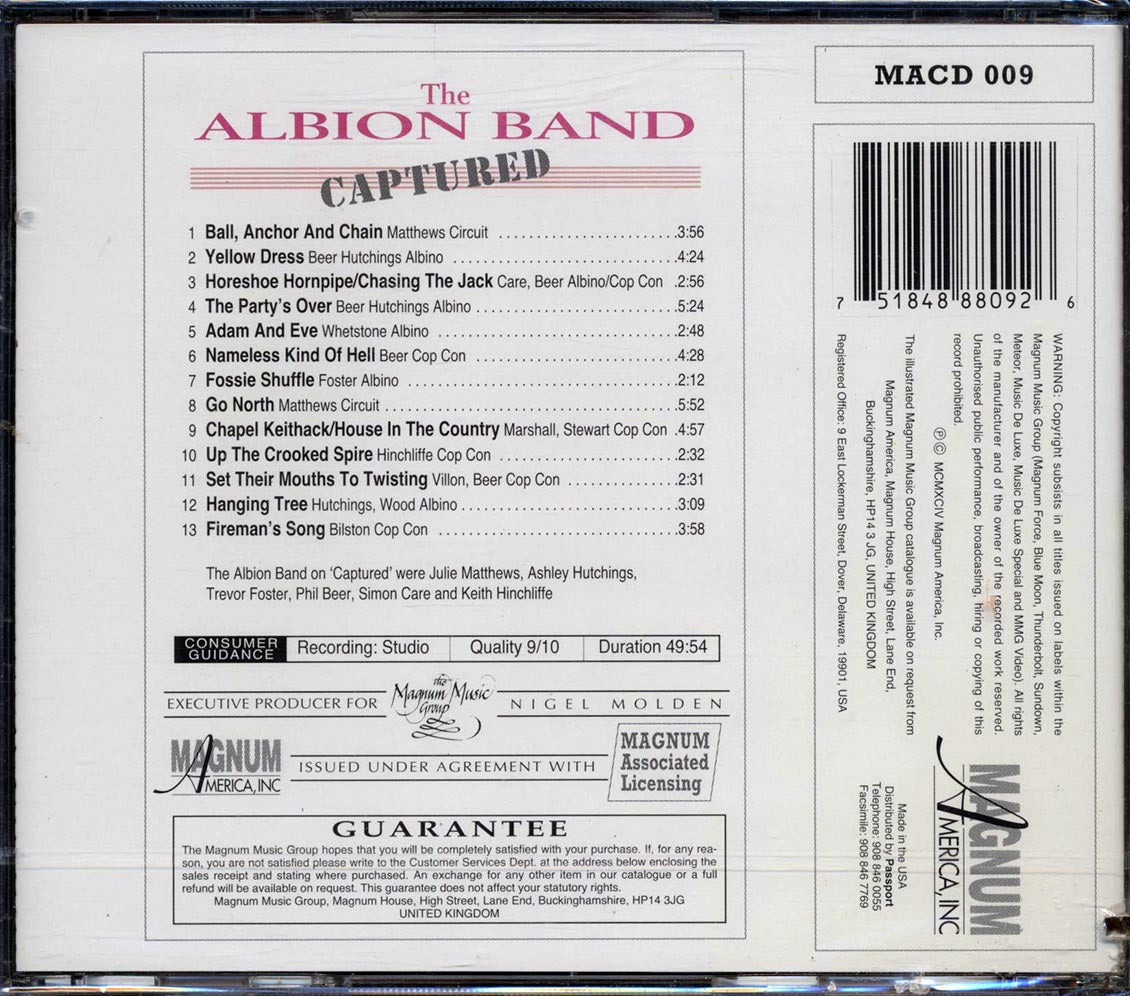 The
ALBION BAND
CAPTURED
1 Ball, Anchor And Chain Matthews Circuit ........................3:56
2 Yellow Dress Beer Hutchings Albino ..............................4:24
3 Horeshoe Hornpipe/Chasing The Jack Care, Beer Albino/Cop Con .2:56
4 The Party's Over Beer Hutchings Albino ...........................5:24
5 Adam And Eve Whetstone Albino .................................2:48
6 Nameless Kind Of Hell Beer Cop Con ...........................4:28
7 Fossie Shuffle Foster Albino ....................................2:12
8 Go North Matthews Circuit .......................................5:52
9 Chapel Keithack/House In The Country Marshall, Stewart Cop Con .4:57
10 Up The Crooked Spire Hinchliffe Cop Con ........................2:32
11 Set Their Mouths To Twisting Villon, Beer Cop Con ...............2:31
12 Hanging Tree Hutchings, Wood Albino .............................3:09
13 Fireman's Song Bilston Cop Con ................................3:58
The Albion Band on 'Captured' were Julie Matthews, Ashley Hutchings,
Trevor Foster, Phil Beer, Simon Care and Keith Hinchliffe
CONSUMER
GUIDANCE
Recording: Studio
Quality 9/10
Duration 49:54
EXECUTIVE PRODUCER FOR
the
Magnum Music
Group
NIGEL MOLDEN
MAGNUM
AMERICA, INC
ISSUED UNDER AGREEMENT WITH
MAGNUM
Associated
Licensing
GUARANTEE
The Magnum Music Group hopes that you will be completely satisfied with your purchase. If, for any rea-
son, you are not satisfied please write to the Customer Services Dept. at the address below enclosing the
sales receipt and stating where purchased. An exchange for any other item in our catalogue or a full
refund will be available on request. This guarantee does not affect your statutory rights.
Magnum Music Group, Magnum House, High Street, Lane End, Buckinghamshire, HP14 3JG
UNITED KINGDOM
MACD 009
7 51848 88092 6
WARNING: Copyright subsists in all titles issued on labels within the
Magnum Music Group (Magnum Force, Blue Moon, Thunderbolt, Sundown,
Meteor, Music De Luxe, Music De Luxe Special and MMG Video). All rights
of the manufacturer and of the owner of the recorded work reserved.
Unauthorised public performance, broadcasting, hiring or copying of this
record prohibited.
℗© MCMXCIV Magnum America, Inc.
The illustrated Magnum Music Group catalogue is available on request from
Magnum America, Magnum House, High Street, Lane End,
Buckinghamshire, HP14 3 JG, UNITED KINGDOM
Registered Office: 9 East Lockerman Street, Dover, Delaware, 19901, USA
MAGNUM
AMERICA, INC
Made in the USA
Distributed by Passport
Telephone: 908 846 0055
Facsimile: 908 846 7769